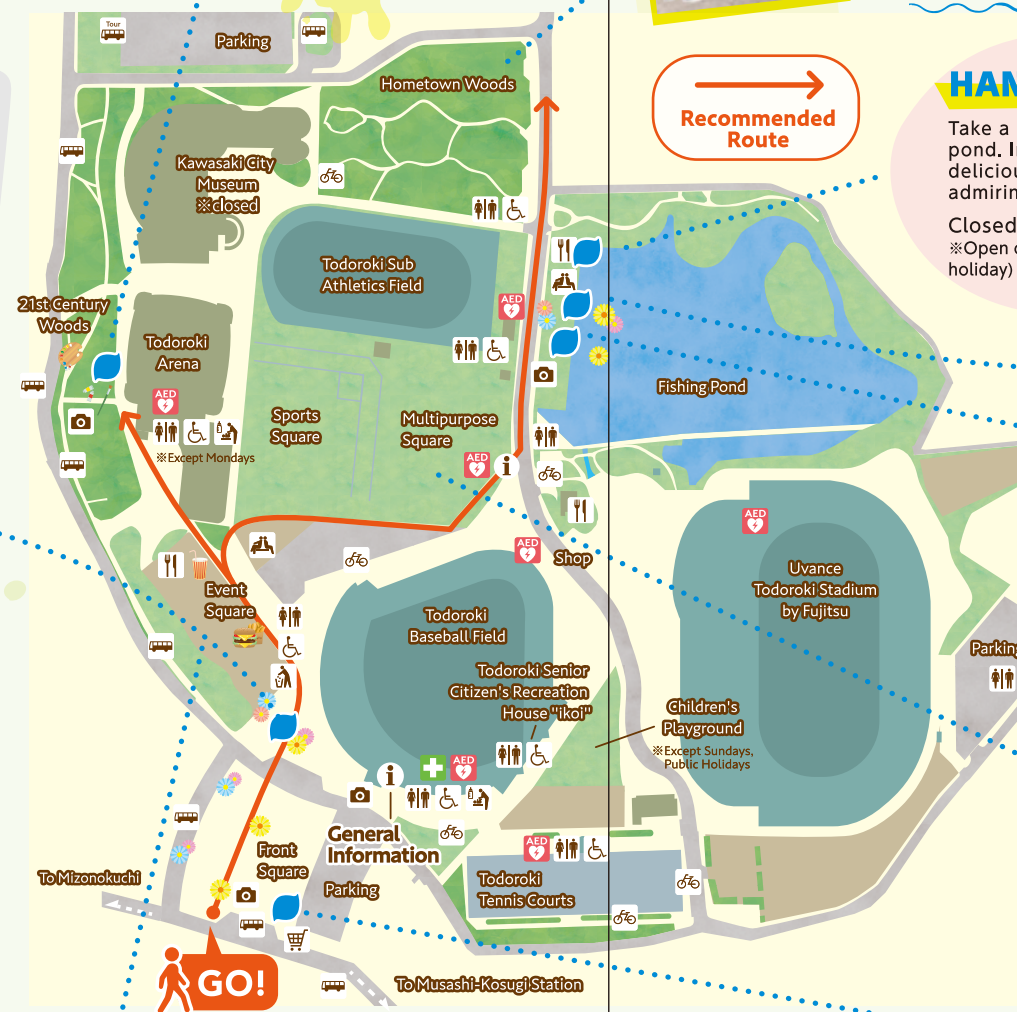 Tour
Parking
Hometown Woods
Recommended
Route
HAM
Take a
pond. In
deliciou
admirin
Closed
※Open o
holiday)
Kawasaki City
Museum
※closed
Todoroki Sub
Athletics Field
AED
21st Century
Woods
Todoroki
Arena
AED
※Except Mondays
Sports
Square
Multipurpose
Square
AED
i
Fishing Pond
AED
Shop
AED
Uvance
Todoroki Stadium
by Fujitsu
Event
Square
Todoroki
Baseball Field
Todoroki Senior
Citizen's Recreation
House "ikoi"
Children's
Playground
※Except Sundays,
Public Holidays
Parking
i
AED
General
Information
Front
Square
Parking
To Mizonokuchi
AED
Todoroki
Tennis Courts
GO!
To Musashi-Kosugi Station